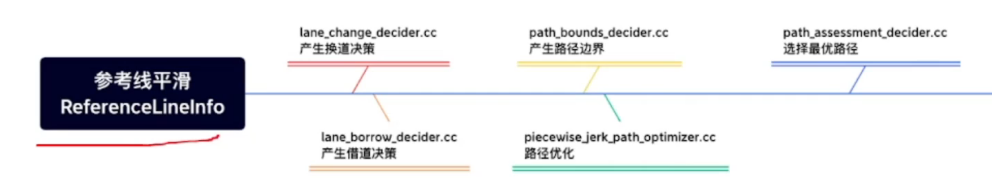 参考线平滑
ReferenceLineInfo
lane_change_decider.cc
产生换道决策
lane_borrow_decider.cc
产生借道决策
path_bounds_decider.cc
产生路径边界
piecewise_jerk_path_optimizer.cc
路径优化
path_assessment_decider.cc
选择最优路径